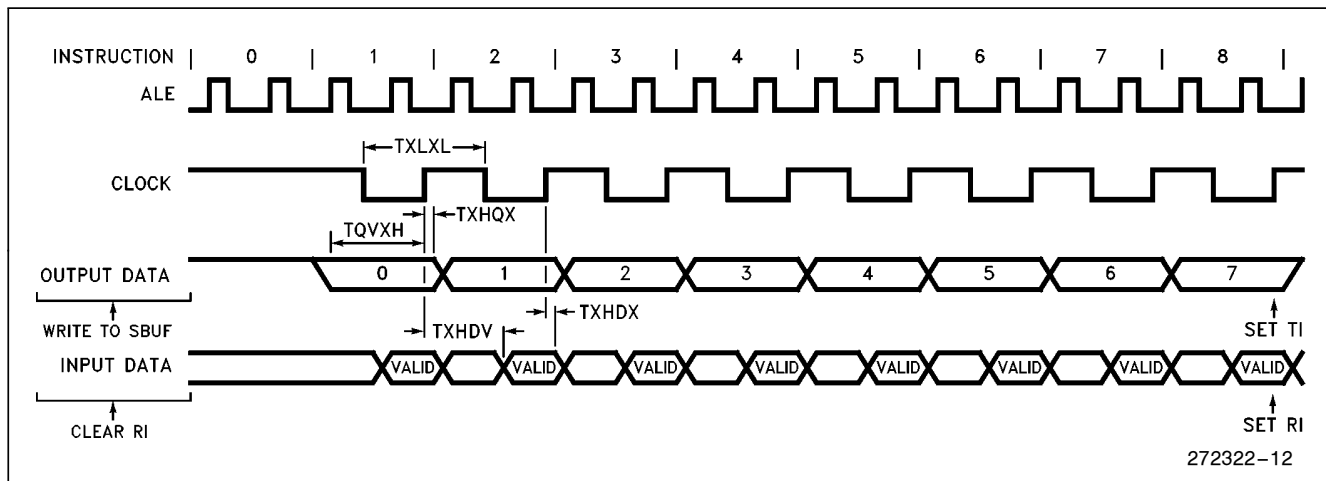 INSTRUCTION | 0 | 1 | 2 | 3 | 4 | 5 | 6 | 7 | 8 |
ALE
TXLXL
CLOCK
TXHQX
TQVXH
OUTPUT DATA 0 1 2 3 4 5 6 7
WRITE TO SBUF TXHDV TXHDX SET TI
INPUT DATA VALID VALID VALID VALID VALID VALID VALID VALID
CLEAR RI SET RI
272322-12